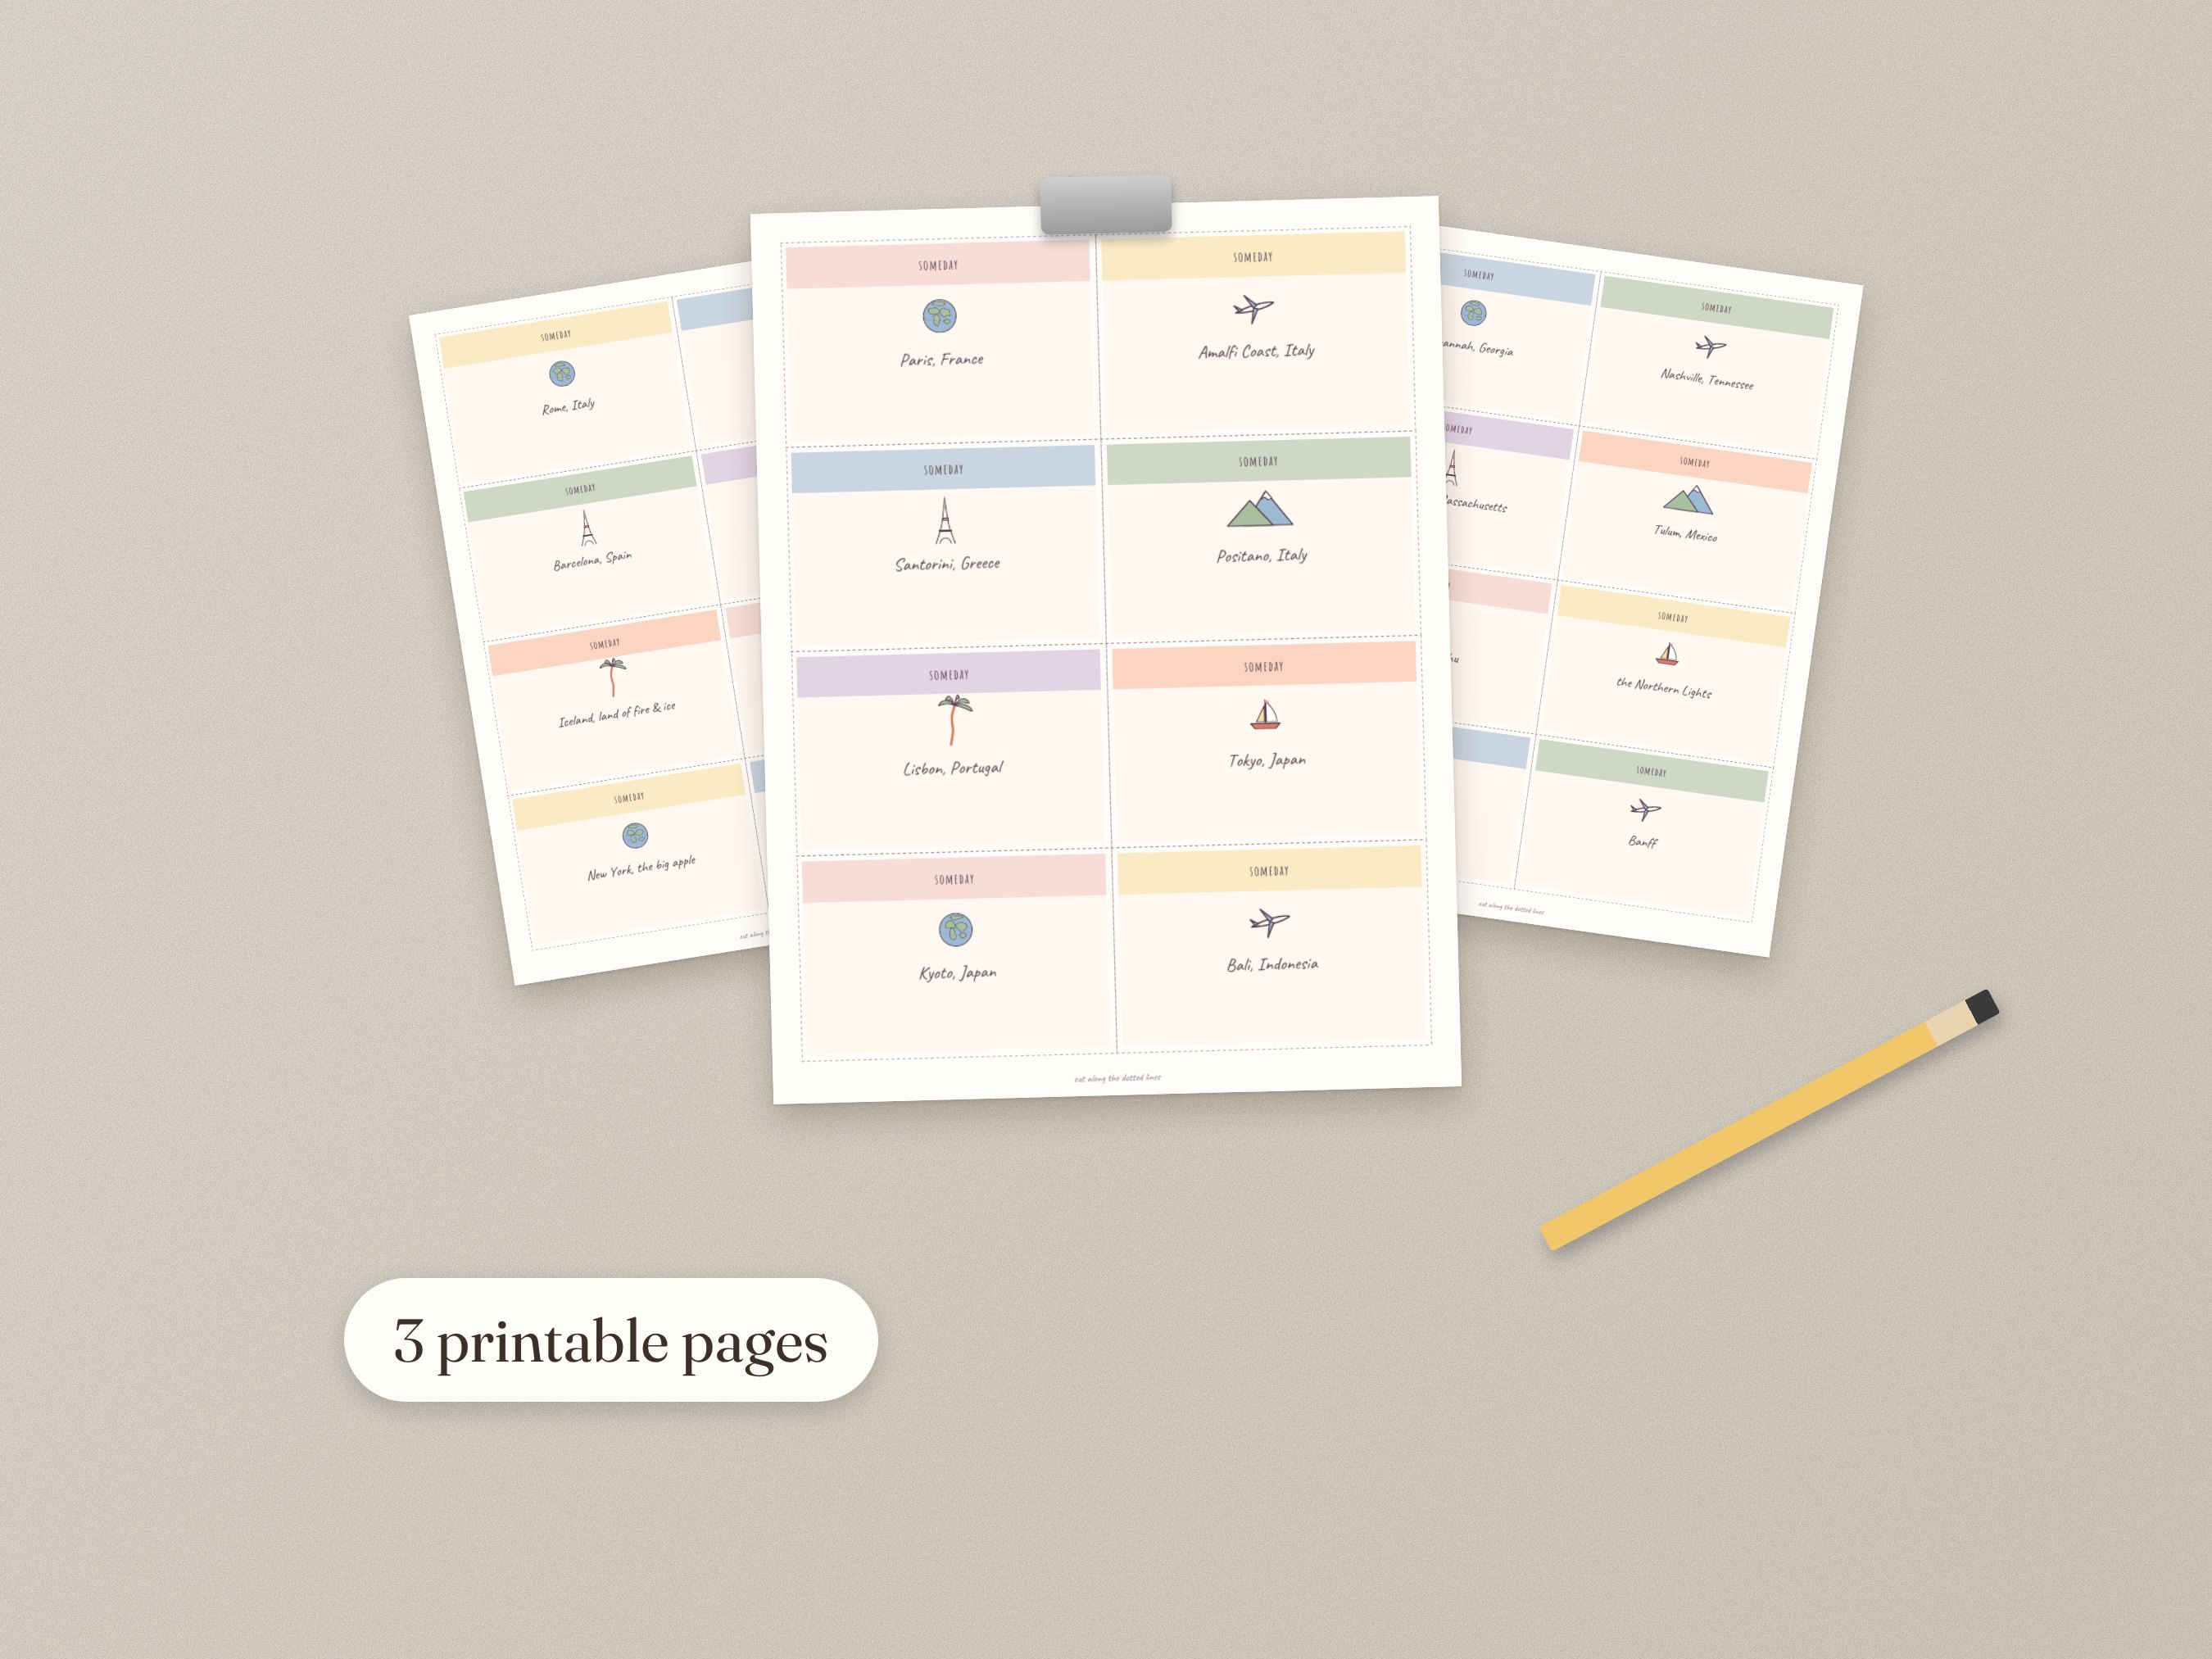 SOMEDAY
Rome, Italy
SOMEDAY
Barcelona, Spain
SOMEDAY
Iceland, land of fire & ice
SOMEDAY
New York, the big apple
cut along
SOMEDAY
Paris, France
SOMEDAY
Amalfi Coast, Italy
SOMEDAY
Santorini, Greece
SOMEDAY
Positano, Italy
SOMEDAY
Lisbon, Portugal
SOMEDAY
Tokyo, Japan
SOMEDAY
Kyoto, Japan
SOMEDAY
Bali, Indonesia
cut along the dotted lines
SOMEDAY
Georgia
SOMEDAY
Nashville, Tennessee
SOMEDAY
Tulum, Mexico
SOMEDAY
the Northern Lights
SOMEDAY
Banff
cut along the dotted lines
3 printable pages